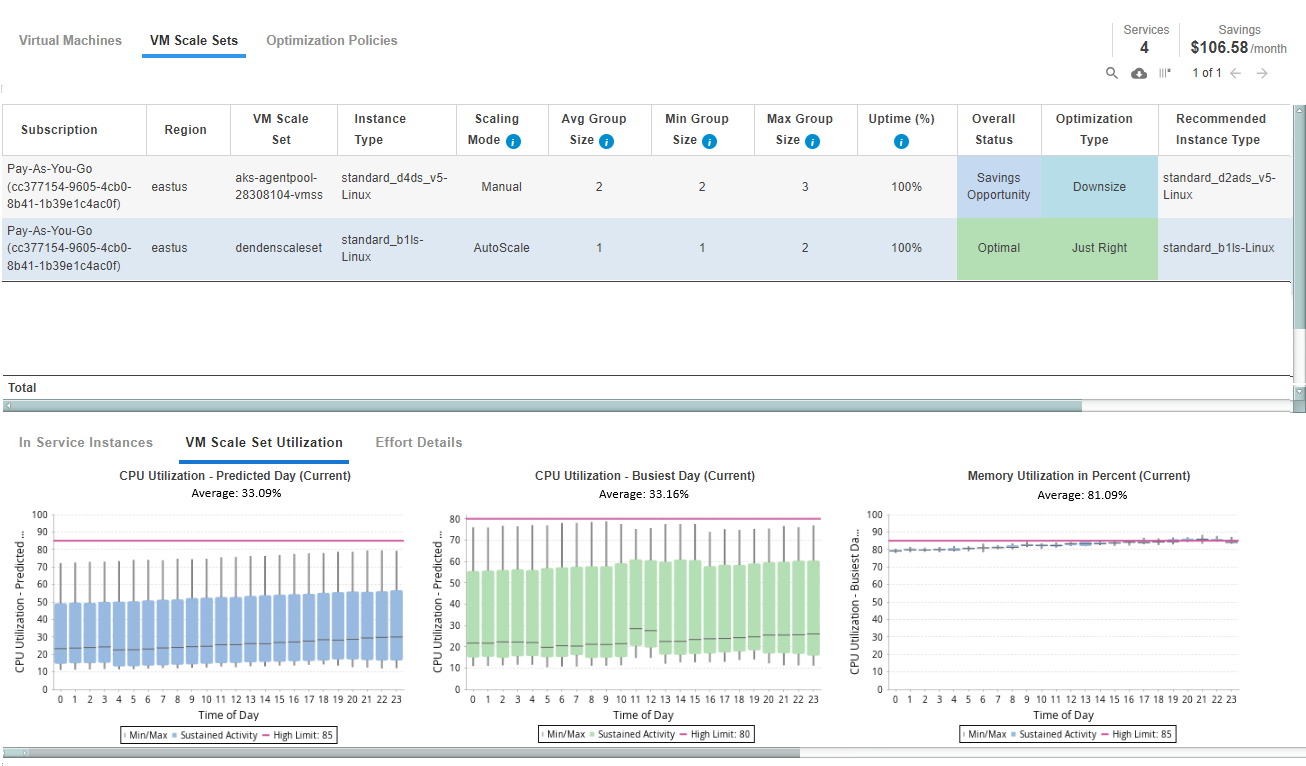 Virtual Machines VM Scale Sets Optimization Policies
Services Savings
4 $106.58 /month
1 of 1
Subscription Region VM Scale Set Instance Type Scaling Mode Avg Group Size Min Group Size Max Group Size Uptime (%) Overall Status Optimization Type Recommended Instance Type
Pay-As-You-Go (cc377154-9605-4cb0-8b41-1b39e1c4ac0f) eastus aks-agentpool-28308104-vmss standard_d4ds_v5-Linux Manual 2 2 3 100% Savings Opportunity Downsize standard_d2ads_v5-Linux
Pay-As-You-Go (cc377154-9605-4cb0-8b41-1b39e1c4ac0f) eastus dendenscaleset standard_b1ls-Linux AutoScale 1 1 2 100% Optimal Just Right standard_b1ls-Linux
Total
In Service Instances VM Scale Set Utilization Effort Details
CPU Utilization - Predicted Day (Current)
Average: 33.09%
CPU Utilization - Predicted ...
100
90
80
70
60
50
40
30
20
10
0
0 1 2 3 4 5 6 7 8 9 10 11 12 13 14 15 16 17 18 19 20 21 22 23
Time of Day
Min/Max Sustained Activity High Limit: 85
CPU Utilization - Busiest Day (Current)
Average: 33.16%
CPU Utilization - Predicted ...
80
70
60
50
40
30
20
10
0
0 1 2 3 4 5 6 7 8 9 10 11 12 13 14 15 16 17 18 19 20 21 22 23
Time of Day
Min/Max Sustained Activity High Limit: 80
Memory Utilization in Percent (Current)
Average: 81.09%
CPU Utilization - Busiest Da...
100
90
80
70
60
50
40
30
20
10
0
0 1 2 3 4 5 6 7 8 9 10 11 12 13 14 15 16 17 18 19 20 21 22 23
Time of Day
Min/Max Sustained Activity High Limit: 85